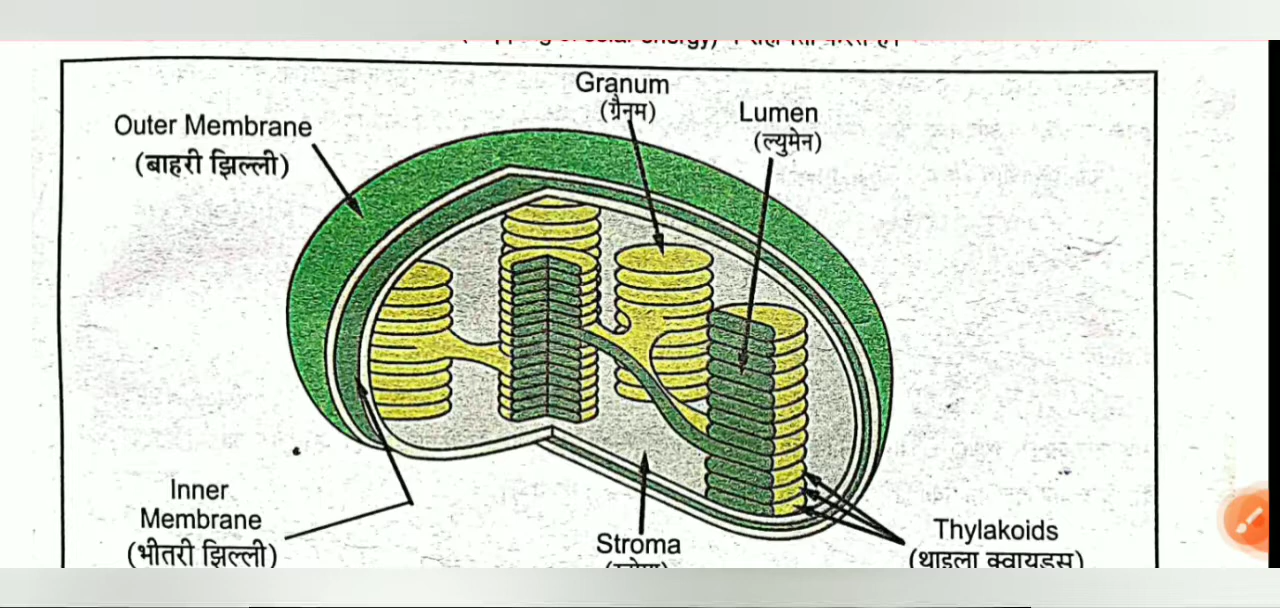 Granum
(ग्रैनम)
Lumen
(ल्युमेन)
Outer Membrane
(बाहरी झिल्ली)
Inner
Membrane
(भीतरी झिल्ली)
Stroma
Thylakoids
(थाइला क्वायडस)